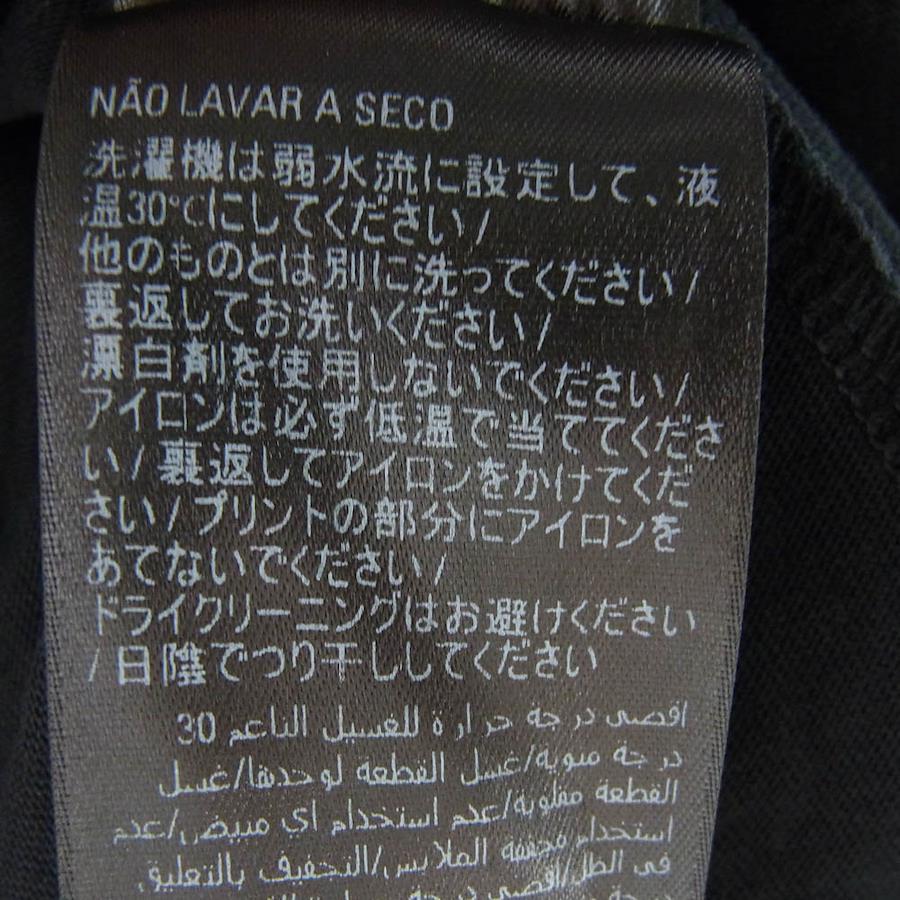 NÃO LAVAR A SECO
洗濯機は弱水流に設定して、液
温30℃にしてください/
他のものとは別に洗ってください/
裏返してお洗いください/
漂白剤を使用しないでください/
アイロンは必ず低温で当ててくださ
い/裏返してアイロンをかけてくだ
さい/プリントの部分にアイロンを
あてないでください/
ドライクリーニングはお避けください
/日陰でつり干ししてください
اقصى درجة حرارة للغسيل الناعم 30
درجة مئوية/غسل القطعة لوحدها/غسل
القطعة مقلوبة/عدم استخدام اي مبيض/عدم
استخدام مجففة الملابس/التجفيف بالتعليق
في الظل/اقصى درجة